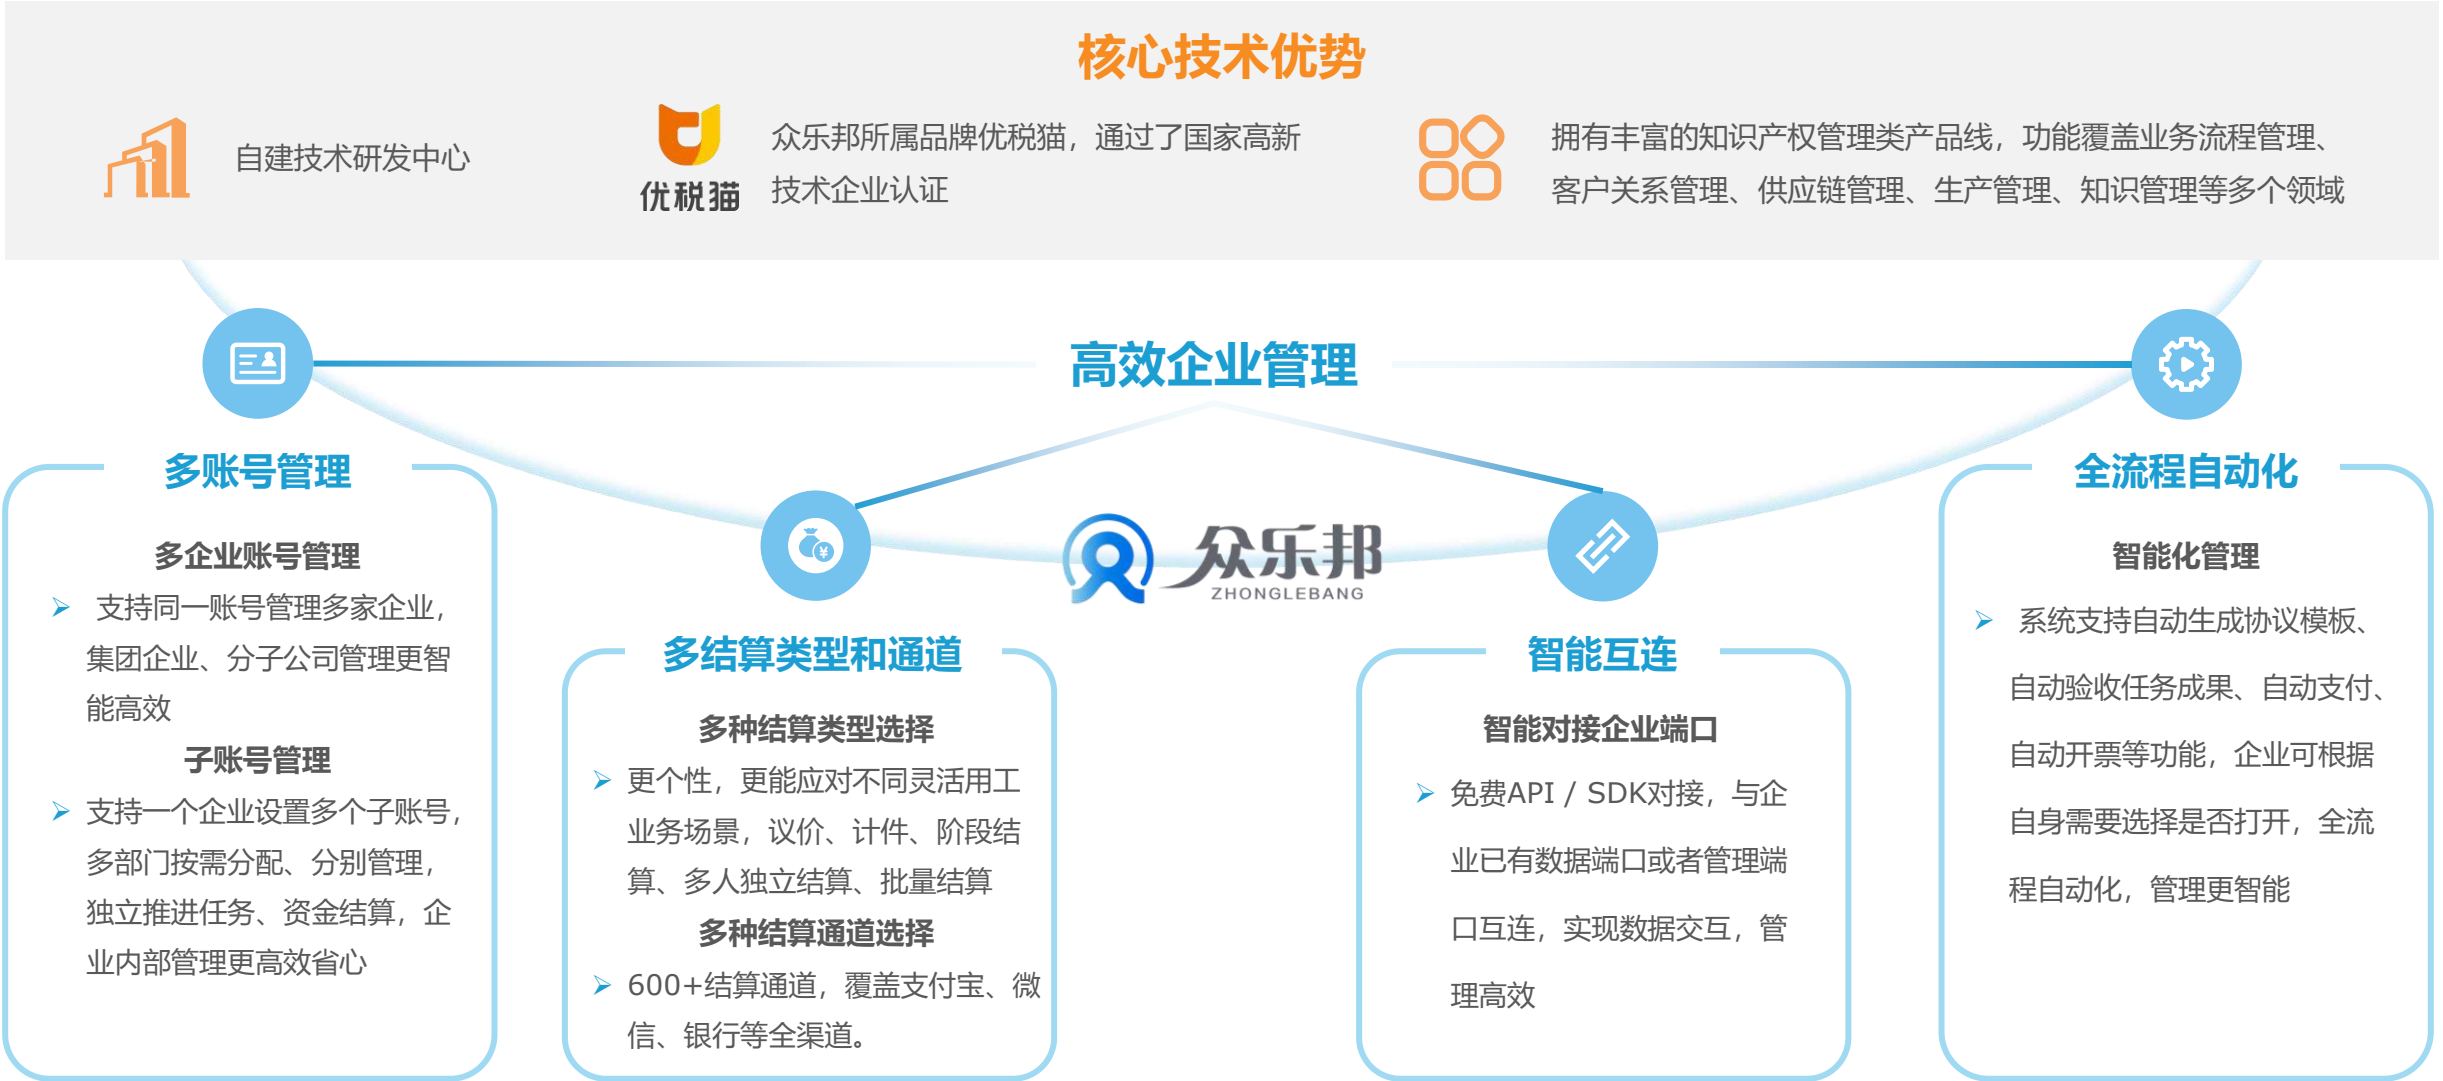 核心技术优势
自建技术研发中心
优税猫
众乐邦所属品牌优税猫，通过了国家高新
技术企业认证
拥有丰富的知识产权管理类产品线，功能覆盖业务流程管理、
客户关系管理、供应链管理、生产管理、知识管理等多个领域
高效企业管理
众乐邦
ZHONGLEBANG
多账号管理
多企业账号管理
➢ 支持同一账号管理多家企业，
集团企业、分子公司管理更智
能高效
子账号管理
➢ 支持一个企业设置多个子账号，
多部门按需分配、分别管理，
独立推进任务、资金结算，企
业内部管理更高效省心
多结算类型和通道
多种结算类型选择
➢ 更个性，更能应对不同灵活用工
业务场景，议价、计件、阶段结
算、多人独立结算、批量结算
多种结算通道选择
➢ 600+结算通道，覆盖支付宝、微
信、银行等全渠道。
智能互连
智能对接企业端口
➢ 免费API / SDK对接，与企
业已有数据端口或者管理端
口互连，实现数据交互，管
理高效
全流程自动化
智能化管理
➢ 系统支持自动生成协议模板、
自动验收任务成果、自动支付、
自动开票等功能，企业可根据
自身需要选择是否打开，全流
程自动化，管理更智能